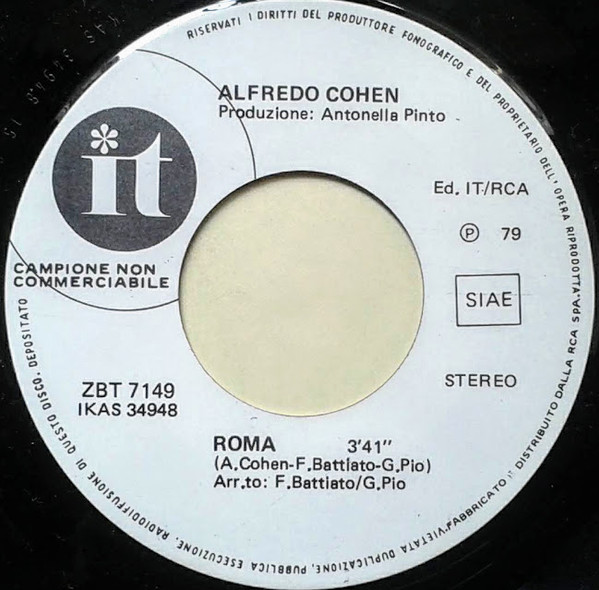 RISERVATI I DIRITTI DEL PRODUTTORE FONOGRAFICO E DEL PROPRIETARIO DELL'OPERA RIPRODOTTA.
ALFREDO COHEN
Produzione: Antonella Pinto
it
Ed. IT/RCA
Ⓟ 79
CAMPIONE NON
COMMERCIABILE
SIAE
STEREO
ZBT 7149
IKAS 34948
ROMA 3'41"
(A.Cohen-F.Battiato-G.Pio)
Arr.to: F.Battiato/G.Pio
VIETATA DUPLICAZIONE, PUBBLICA ESECUZIONE, RADIODIFFUSIONE DI QUESTO DISCO. DEPOSITATO
FABBRICATO E DISTRIBUITO DALLA RCA SPA.